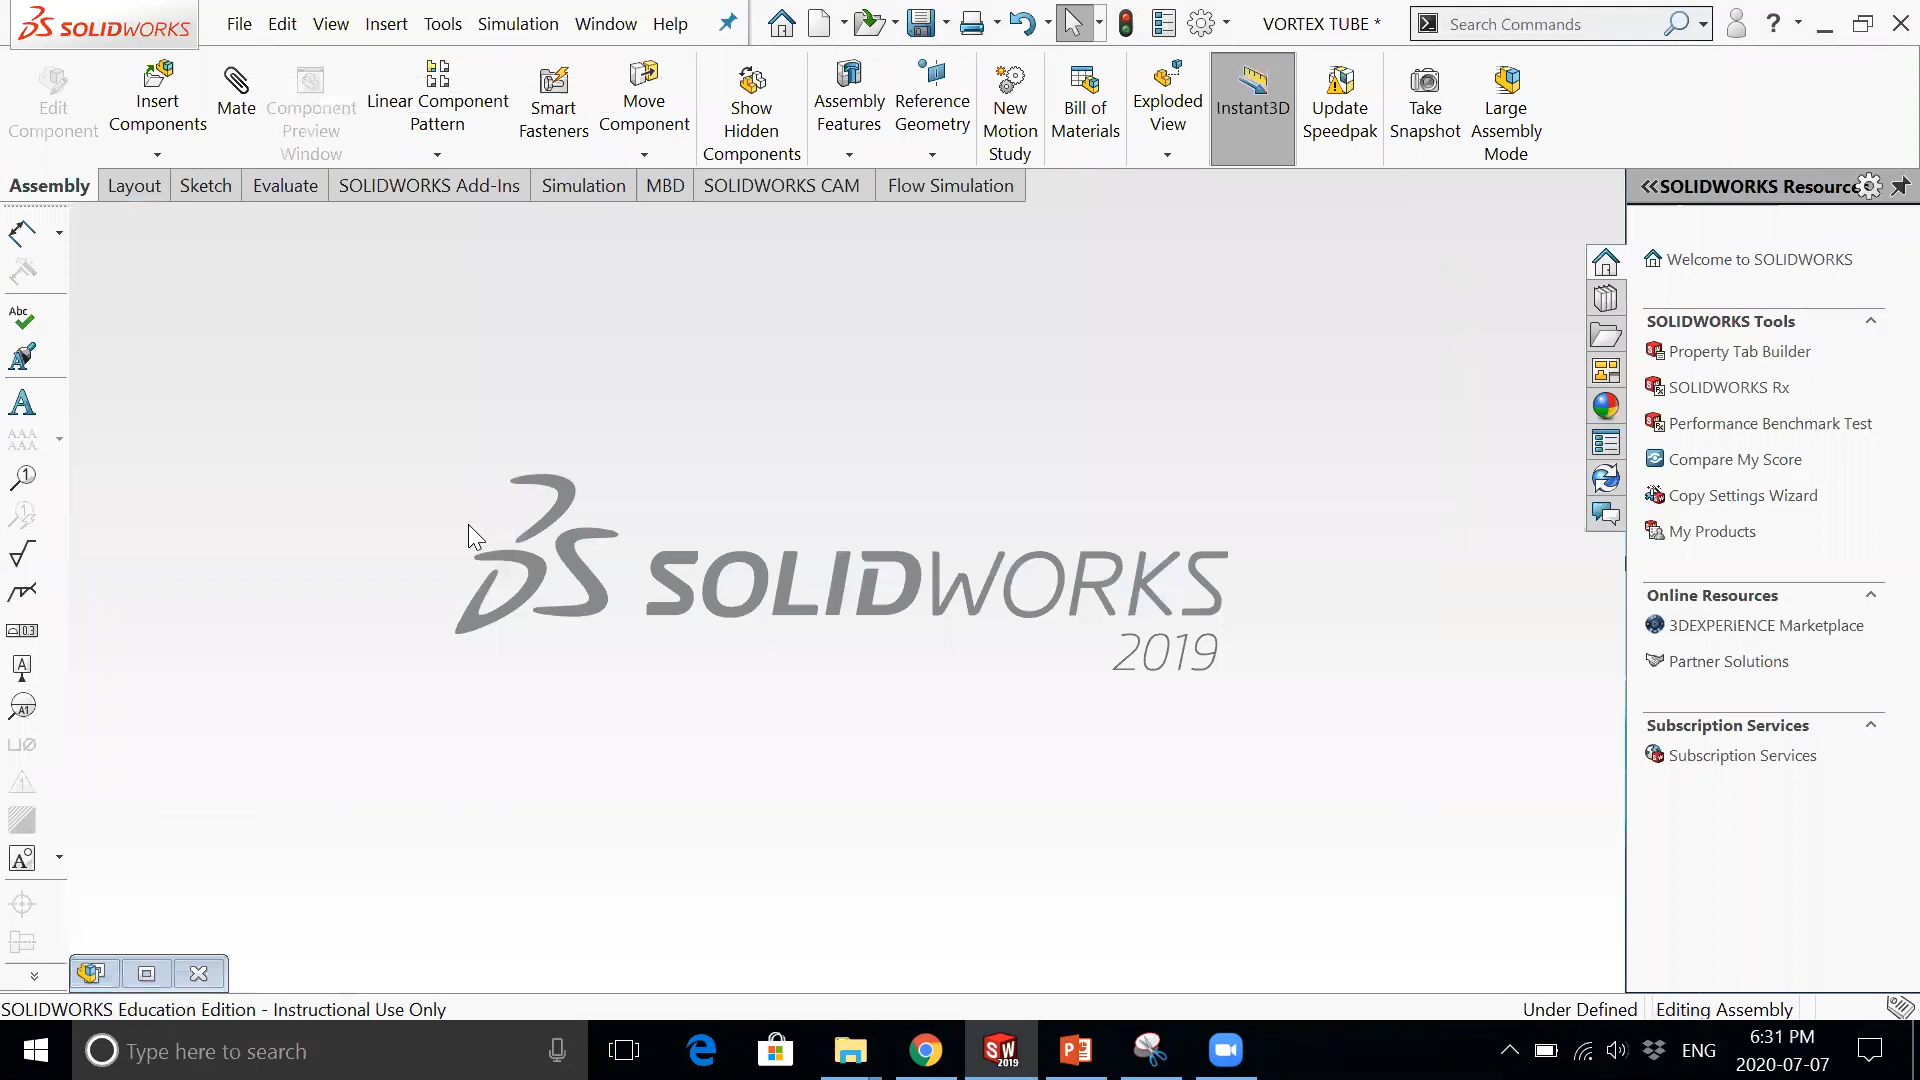 SOLIDWORKS File Edit View Insert Tools Simulation Window Help VORTEX TUBE * Search Commands ?
Edit Component
Insert Components
Mate
Component Preview Window
Linear Component Pattern
Smart Fasteners
Move Component
Show Hidden Components
Assembly Features
Reference Geometry
New Motion Study
Bill of Materials
Exploded View
Instant3D
Update Speedpak
Take Snapshot
Large Assembly Mode
Assembly Layout Sketch Evaluate SOLIDWORKS Add-Ins Simulation MBD SOLIDWORKS CAM Flow Simulation
SOLIDWORKS Resourc
Abc
Welcome to SOLIDWORKS
SOLIDWORKS Tools
Property Tab Builder
SOLIDWORKS Rx
Performance Benchmark Test
Compare My Score
Copy Settings Wizard
My Products
Online Resources
3DEXPERIENCE Marketplace
Partner Solutions
Subscription Services
Subscription Services
SOLIDWORKS
2019
SOLIDWORKS Education Edition - Instructional Use Only
Under Defined Editing Assembly
Type here to search
ENG
6:31 PM
2020-07-07